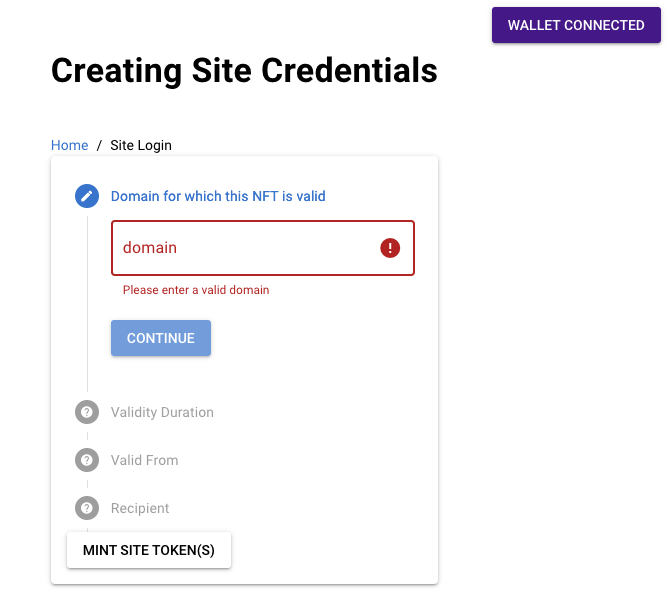 WALLET CONNECTED
Creating Site Credentials
Home / Site Login
Domain for which this NFT is valid
domain
Please enter a valid domain
CONTINUE
Validity Duration
Valid From
Recipient
MINT SITE TOKEN(S)